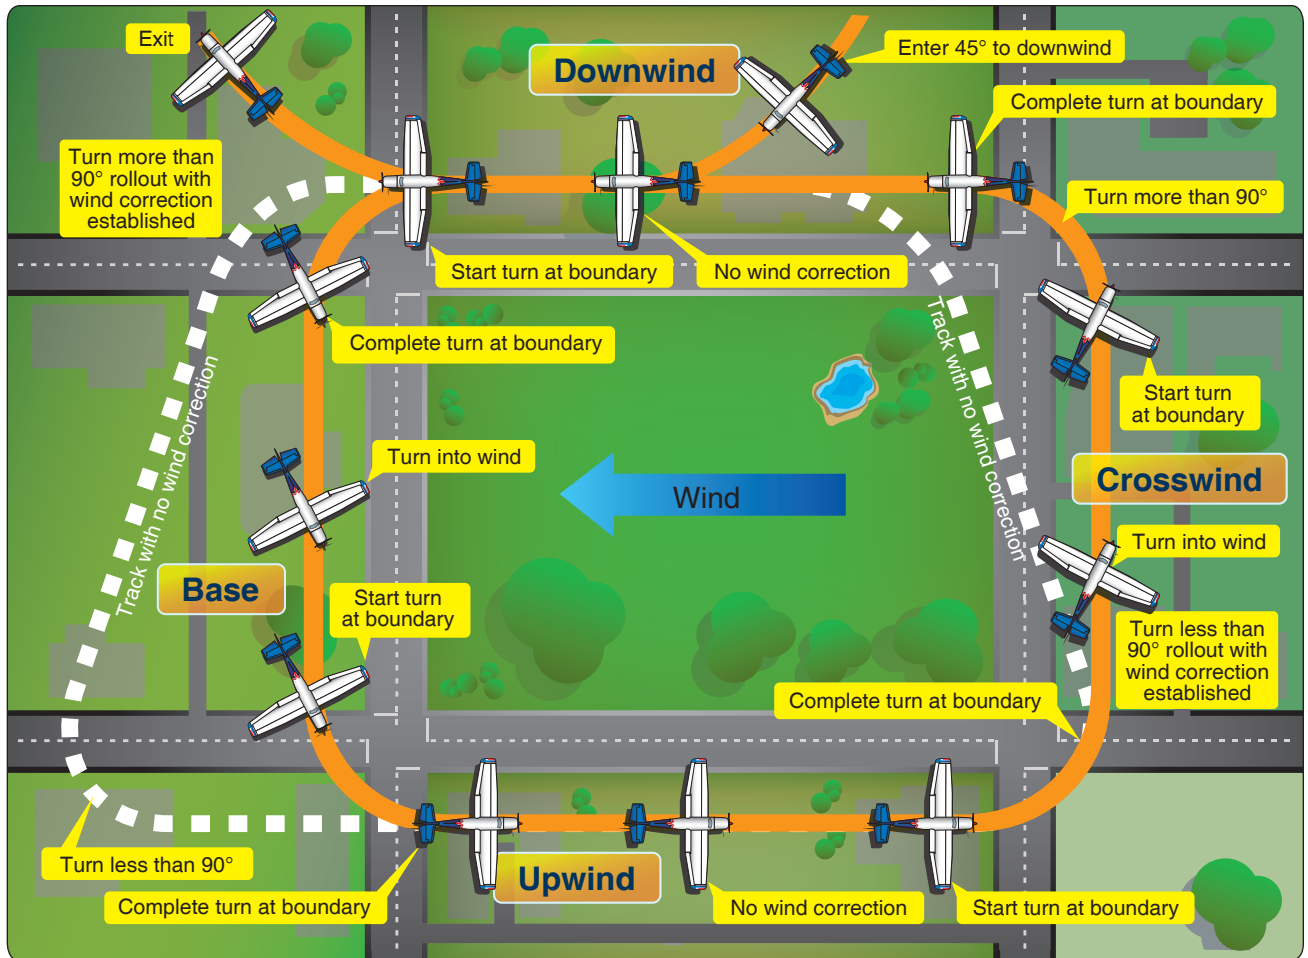 Exit
Downwind
Enter 45° to downwind
Complete turn at boundary
Turn more than
90° rollout with
wind correction
established
Turn more than 90°
Start turn at boundary
No wind correction
Complete turn at boundary
Track with no wind correction
Track with no wind correction
Start turn
at boundary
Turn into wind
Wind
Crosswind
Turn into wind
Base
Start turn
at boundary
Turn less than
90° rollout with
wind correction
established
Complete turn at boundary
Turn less than 90°
Upwind
Complete turn at boundary
No wind correction
Start turn at boundary